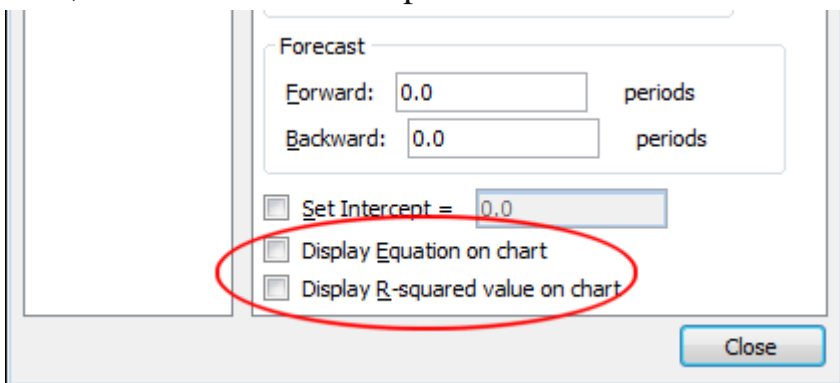 Forecast
Forward: 0.0 periods
Backward: 0.0 periods
Set Intercept = 0.0
Display Equation on chart
Display R-squared value on chart
Close